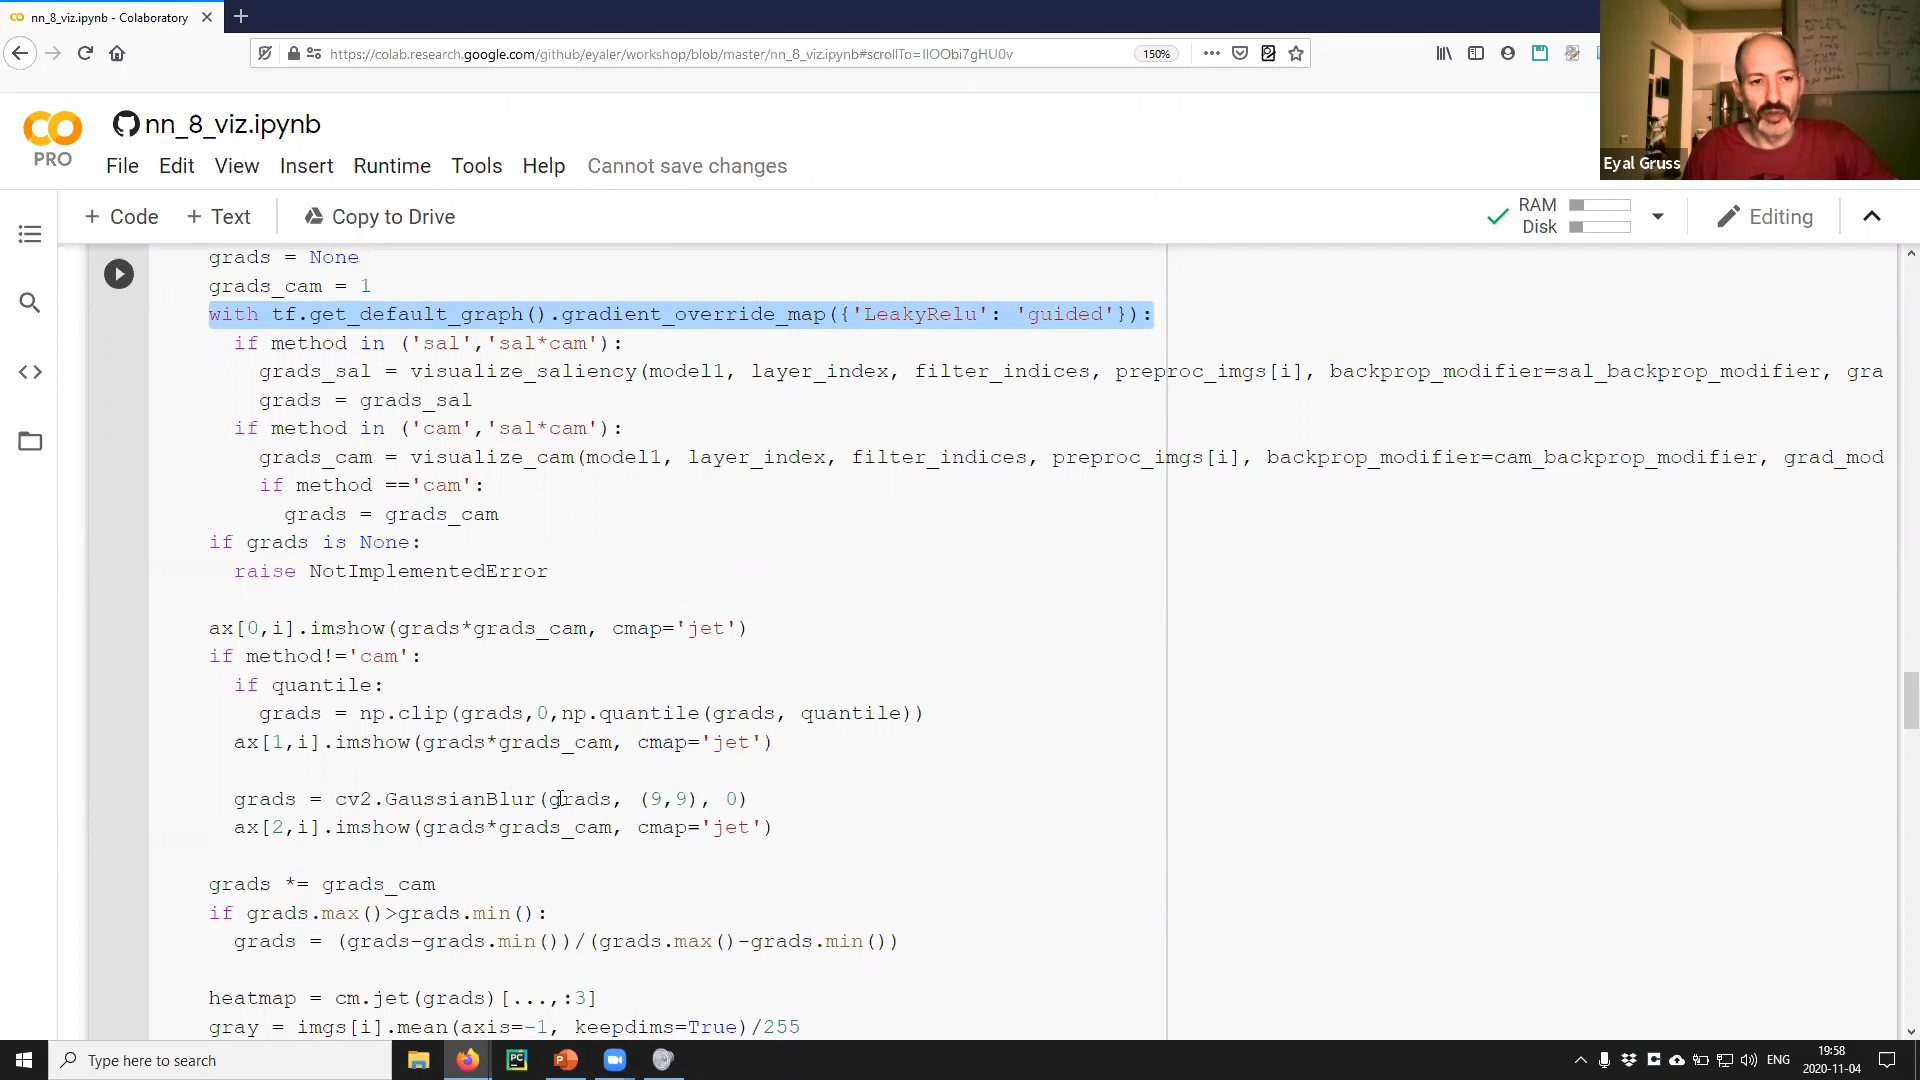 nn_8_viz.ipynb - Colaboratory
https://colab.research.google.com/github/eyaler/workshop/blob/master/nn_8_viz.ipynb#scrollTo=IlOObi7gHU0v
150%
Eyal Gruss
CO
PRO
nn_8_viz.ipynb
File Edit View Insert Runtime Tools Help Cannot save changes
+ Code + Text Copy to Drive
RAM
Disk
Editing
grads = None
grads_cam = 1
with tf.get_default_graph().gradient_override_map({'LeakyRelu': 'guided'}):
if method in ('sal','sal*cam'):
grads_sal = visualize_saliency(model1, layer_index, filter_indices, preproc_imgs[i], backprop_modifier=sal_backprop_modifier, gra
grads = grads_sal
if method in ('cam','sal*cam'):
grads_cam = visualize_cam(model1, layer_index, filter_indices, preproc_imgs[i], backprop_modifier=cam_backprop_modifier, grad_mod
if method =='cam':
grads = grads_cam
if grads is None:
raise NotImplementedError
ax[0,i].imshow(grads*grads_cam, cmap='jet')
if method!='cam':
if quantile:
grads = np.clip(grads,0,np.quantile(grads, quantile))
ax[1,i].imshow(grads*grads_cam, cmap='jet')
grads = cv2.GaussianBlur(grads, (9,9), 0)
ax[2,i].imshow(grads*grads_cam, cmap='jet')
grads *= grads_cam
if grads.max()>grads.min():
grads = (grads-grads.min())/(grads.max()-grads.min())
heatmap = cm.jet(grads)[...,:3]
gray = imgs[i].mean(axis=-1, keepdims=True)/255
Type here to search
PC
ENG
19:58
2020-11-04